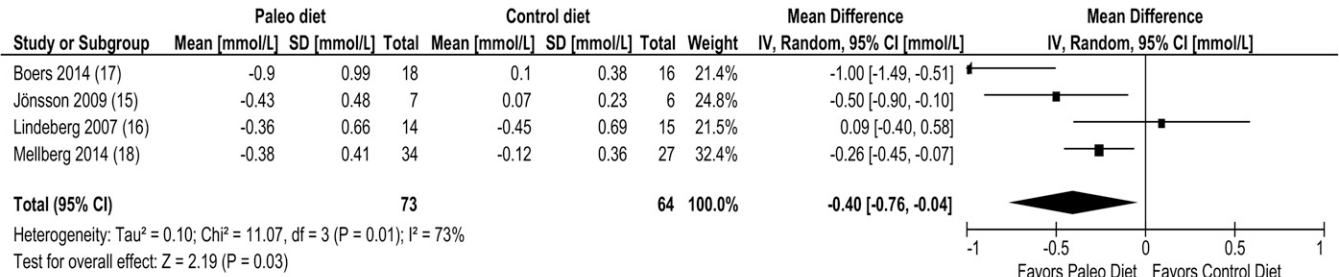 Paleo diet Control diet Mean Difference Mean Difference
Study or Subgroup Mean [mmol/L] SD [mmol/L] Total Mean [mmol/L] SD [mmol/L] Total Weight IV, Random, 95% CI [mmol/L] IV, Random, 95% CI [mmol/L]
Boers 2014 (17) -0.9 0.99 18 0.1 0.38 16 21.4% -1.00 [-1.49, -0.51]
Jönsson 2009 (15) -0.43 0.48 7 0.07 0.23 6 24.8% -0.50 [-0.90, -0.10]
Lindeberg 2007 (16) -0.36 0.66 14 -0.45 0.69 15 21.5% 0.09 [-0.40, 0.58]
Mellberg 2014 (18) -0.38 0.41 34 -0.12 0.36 27 32.4% -0.26 [-0.45, -0.07]
Total (95% CI) 73 64 100.0% -0.40 [-0.76, -0.04]
Heterogeneity: Tau² = 0.10; Chi² = 11.07, df = 3 (P = 0.01); I² = 73%
Test for overall effect: Z = 2.19 (P = 0.03)
-1 -0.5 0 0.5 1
Favors Paleo Diet Favors Control Diet